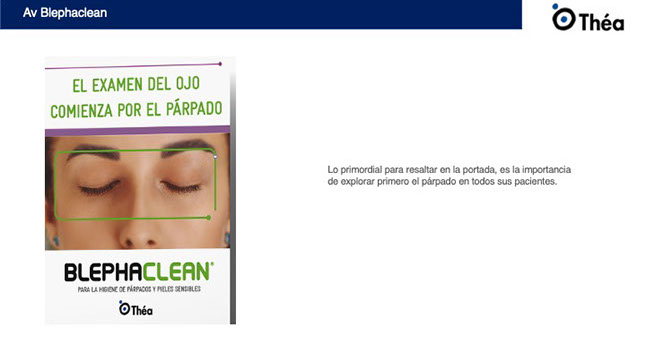 Av Blephaclean
Théa
EL EXAMEN DEL OJO
COMIENZA POR EL PÁRPADO
Lo primordial para resaltar en la portada, es la importancia
de explorar primero el párpado en todos sus pacientes.
BLEPHACLEAN®
PARA LA HIGIENE DE PÁRPADOS Y PIELES SENSIBLES
Théa